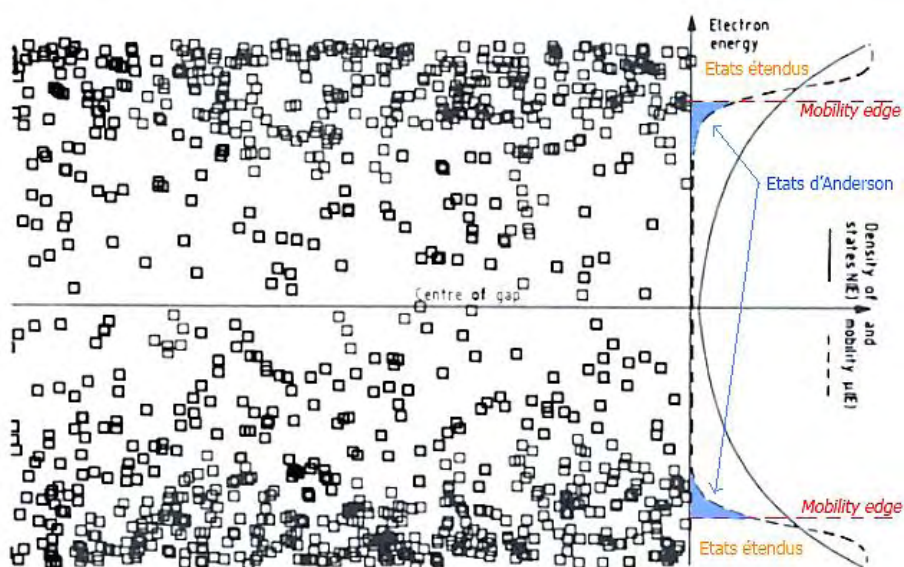 Electron
energy
Etats étendus
Mobility edge
Etats d'Anderson
Density of and
states N(E) mobility μ(E)
Centre of gap
Mobility edge
Etats étendus